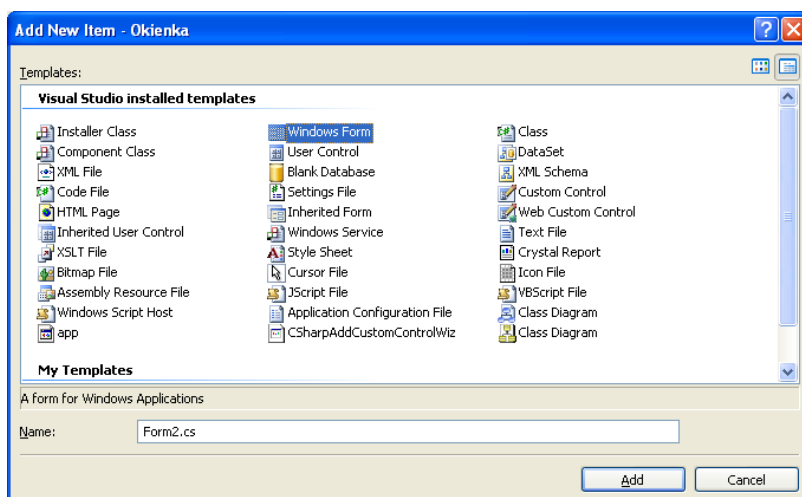 Add New Item - Okienka
Templates:
Visual Studio installed templates
Installer Class Windows Form Class
Component Class User Control DataSet
XML File Blank Database XML Schema
Code File Settings File Custom Control
HTML Page Inherited Form Web Custom Control
Inherited User Control Windows Service Text File
XSLT File Style Sheet Crystal Report
Bitmap File Cursor File Icon File
Assembly Resource File JScript File VBScript File
Windows Script Host Application Configuration File Class Diagram
app CSharpAddCustomControlWiz Class Diagram
My Templates
A form for Windows Applications
Name: Form2.cs
Add Cancel